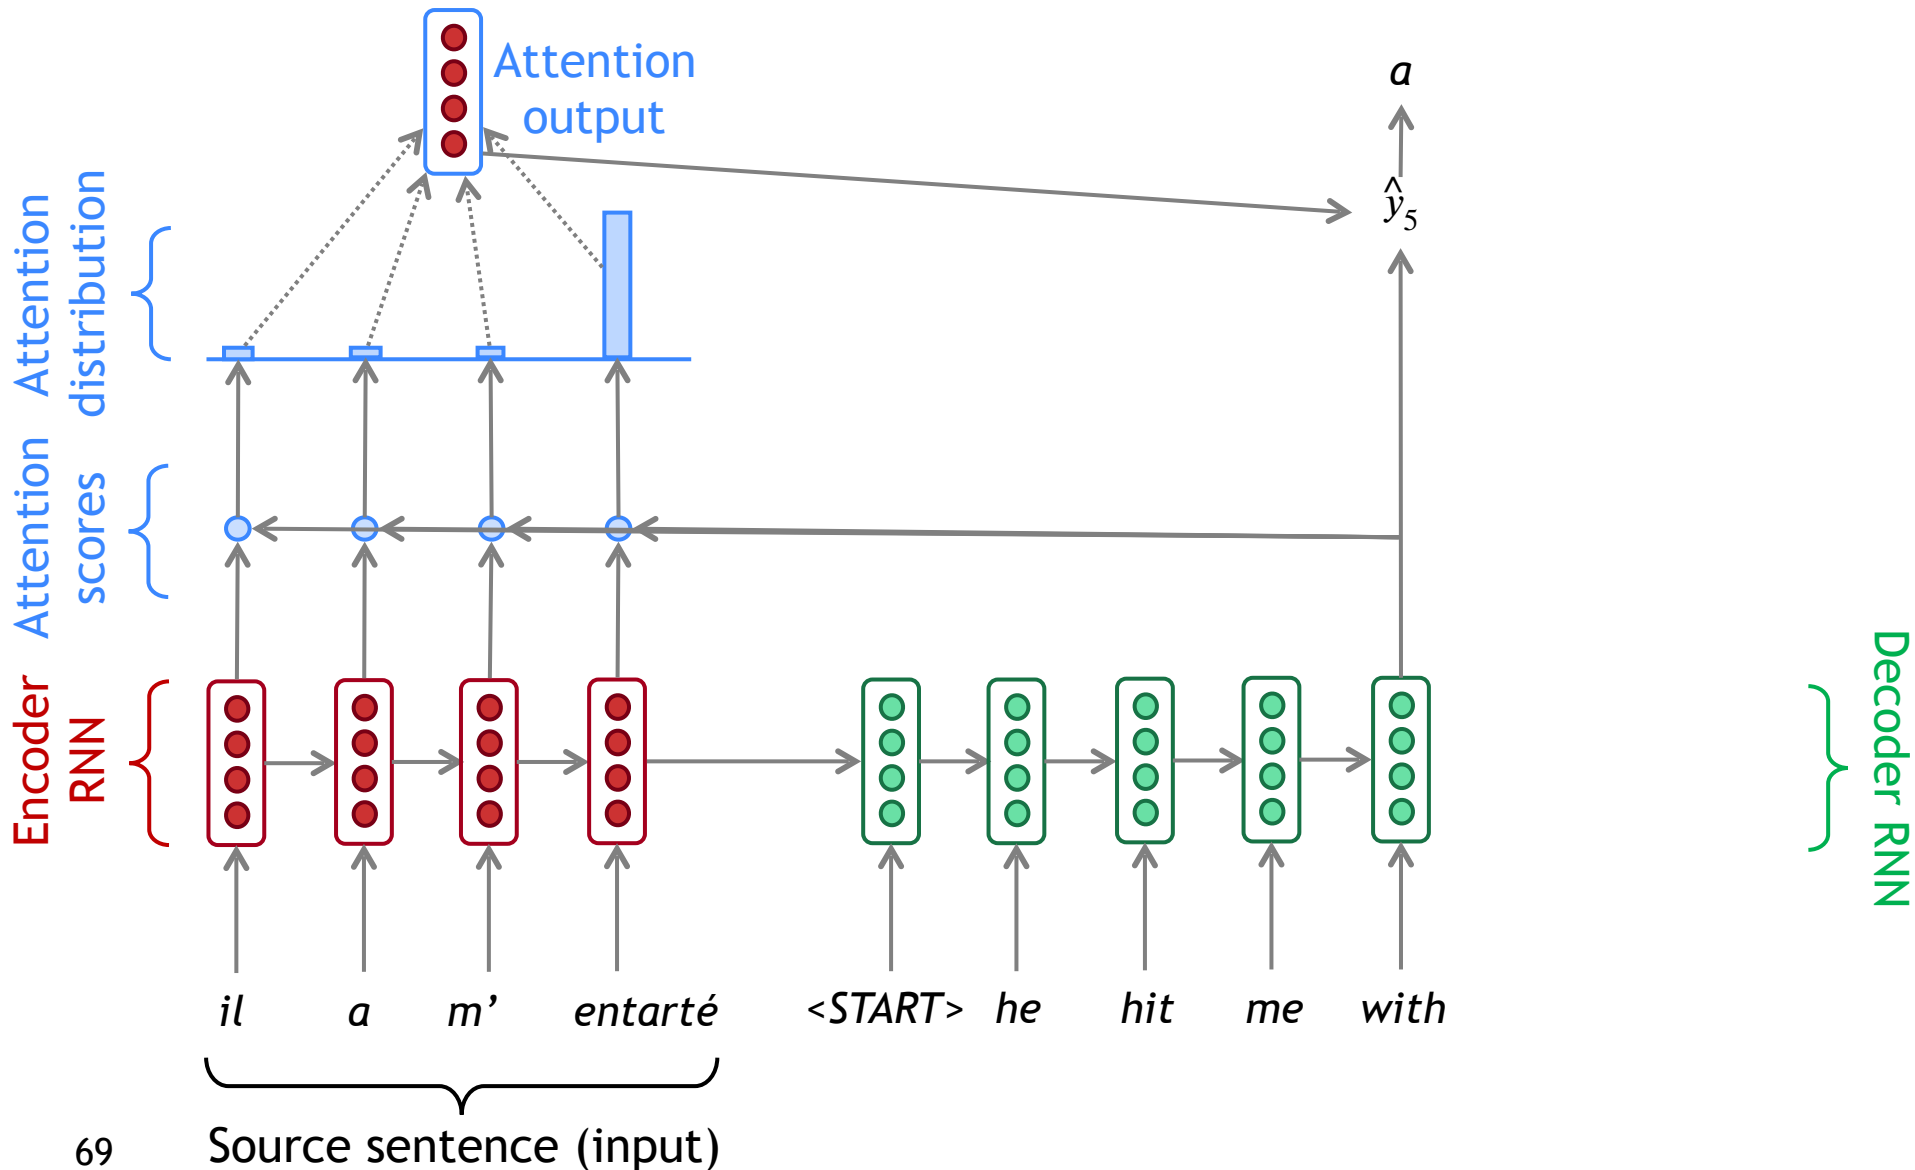 Attention
output
a
ŷ5
Attention
distribution
Attention
scores
Encoder
RNN
Decoder RNN
il a m’ entarté <START> he hit me with
Source sentence (input)
69